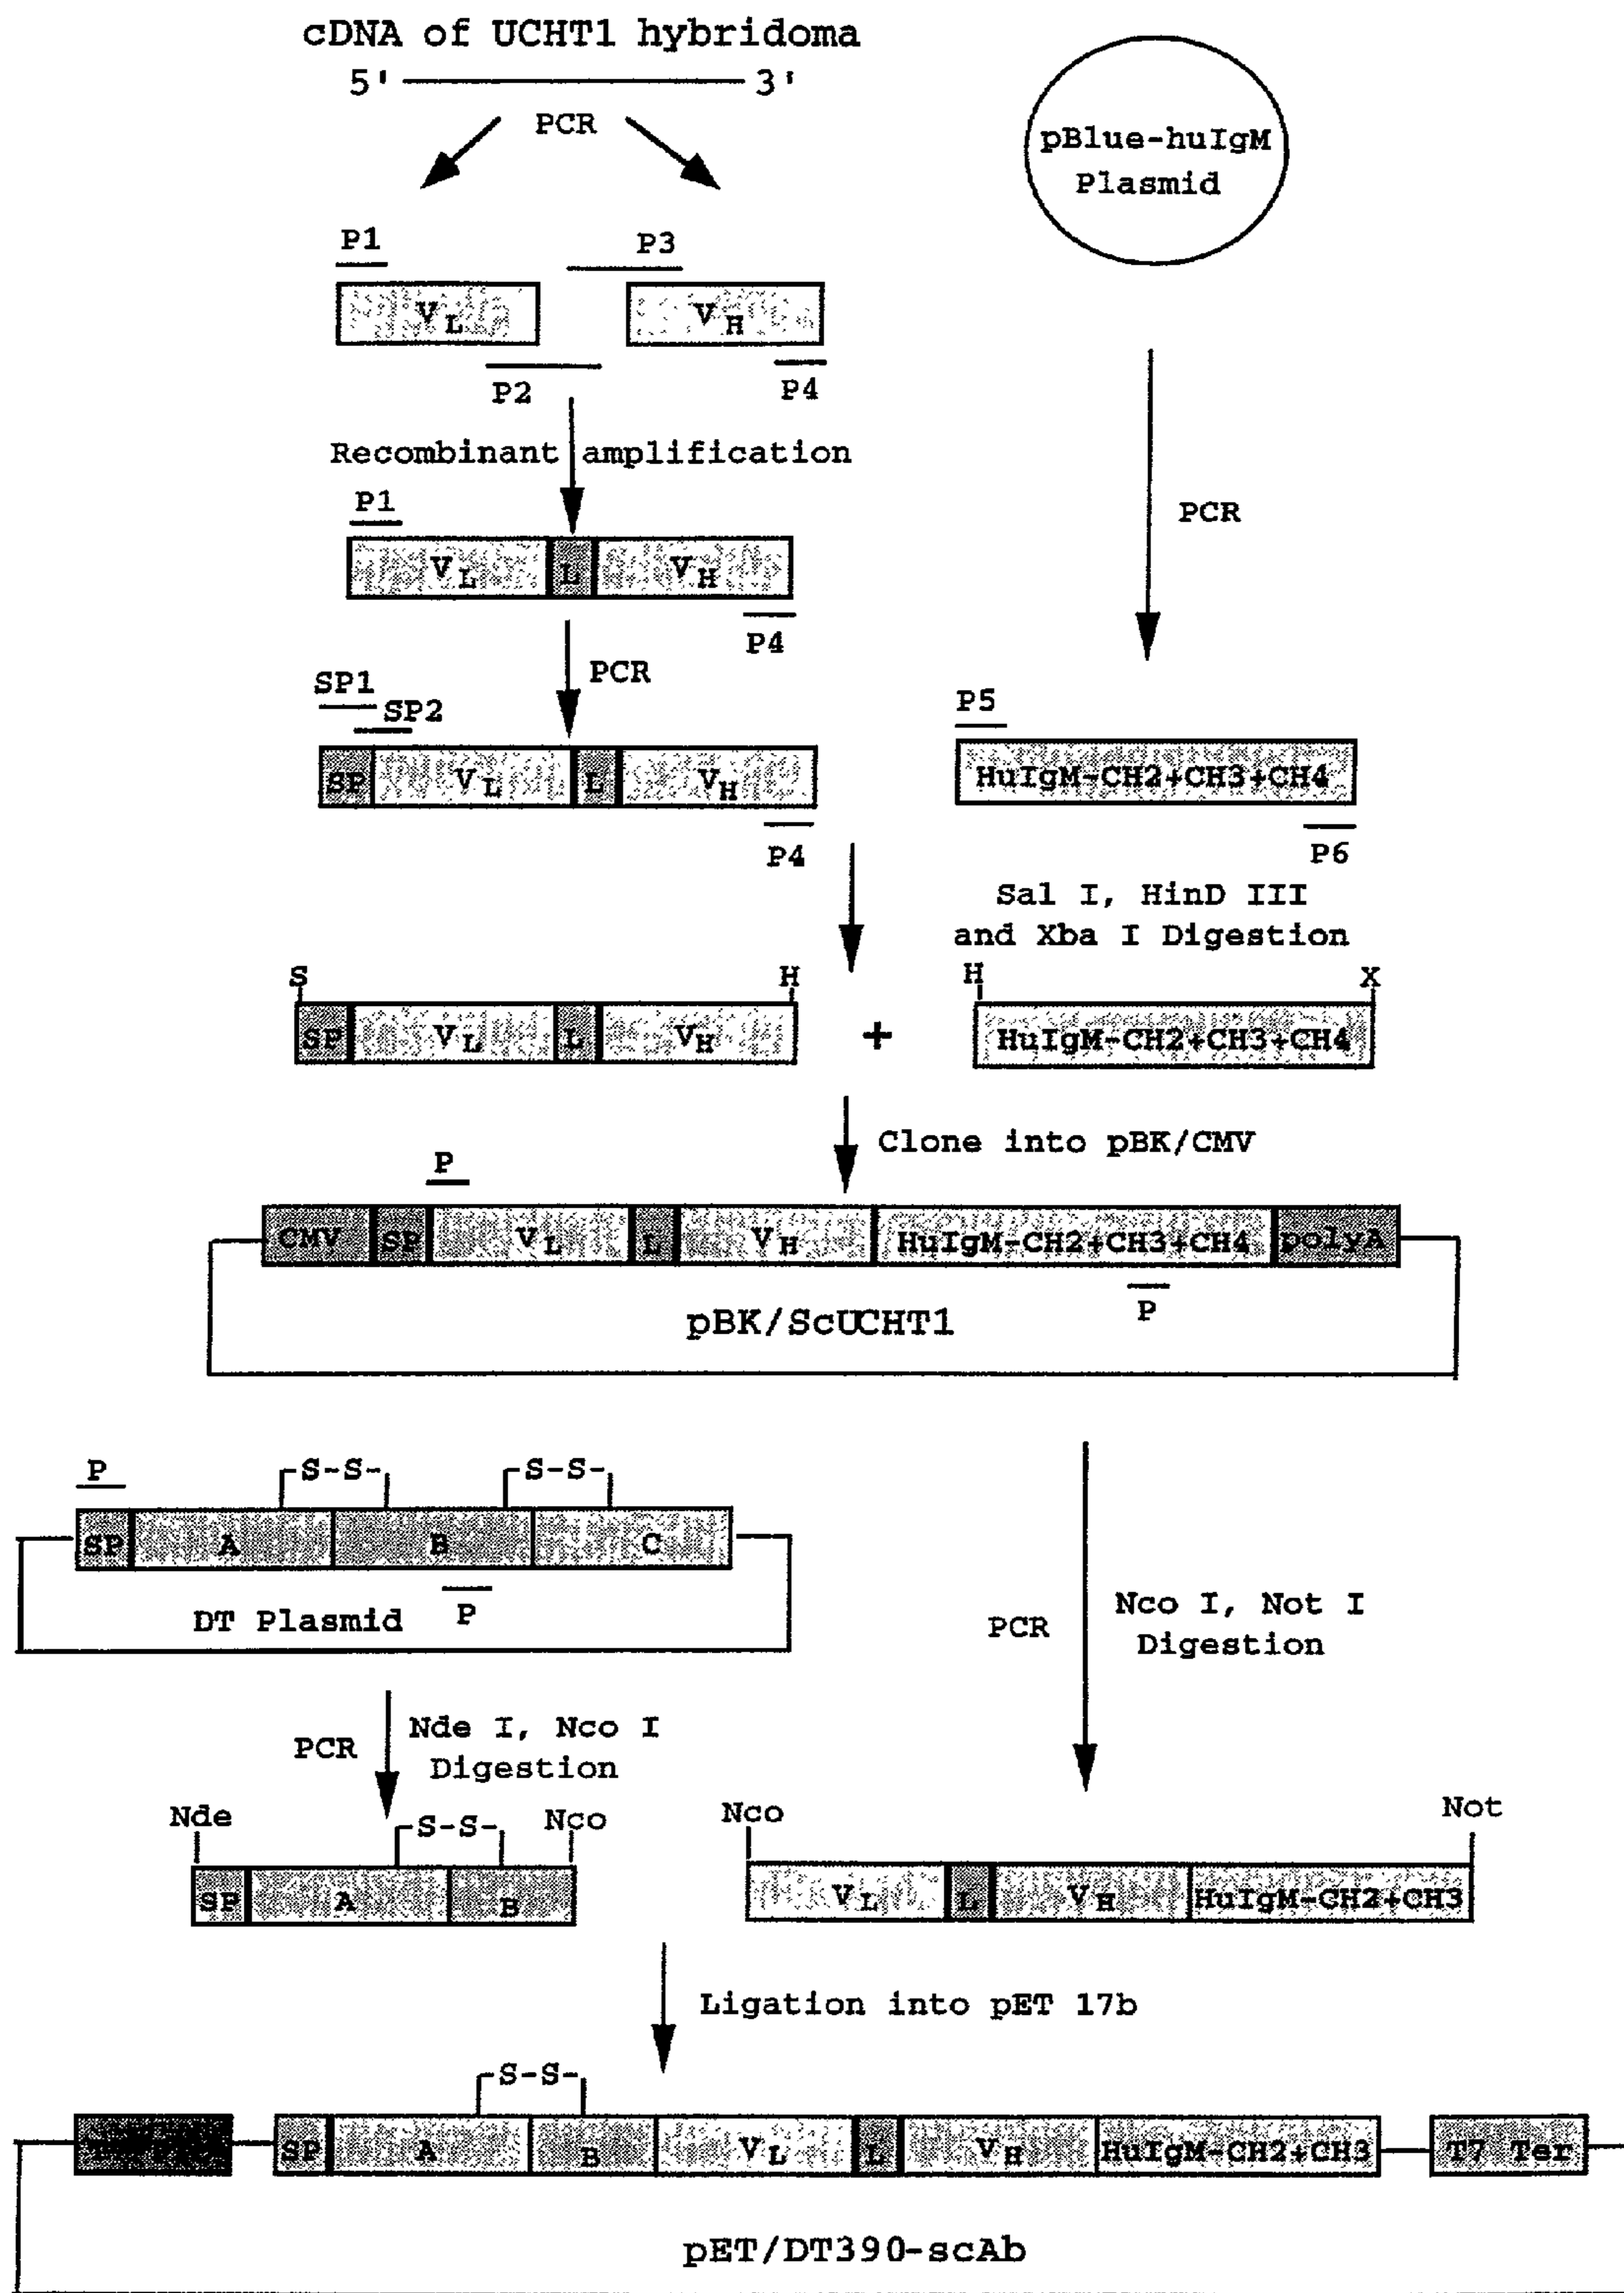 cDNA of UCHT1 hybridoma
5' 3'
PCR
pBlue-huIgM
Plasmid
P1 P3
VL VH
P2 P4
Recombinant amplification
PCR
P1
VL L VH
P4
PCR
SP1
SP2
P5
SP VL L VH
HuIgM-CH2+CH3+CH4
P4
P6
Sal I, HinD III
and Xba I Digestion
S H H X
SP VL L VH + HuIgM-CH2+CH3+CH4
Clone into pBK/CMV
P
CMV SP VL L VH HuIgM-CH2+CH3+CH4 polyA
P
pBK/ScUCHT1
P S-S S-S
SP A B C
P
DT Plasmid
PCR
Nco I, Not I
Digestion
PCR
Nde I, Nco I
Digestion
Nde S-S Nco
Nco Not
SP A B
VL L VH HuIgM-CH2+CH3
Ligation into pET 17b
S-S
SP A B VL L VH HuIgM-CH2+CH3 T7 Ter
pET/DT390-scAb